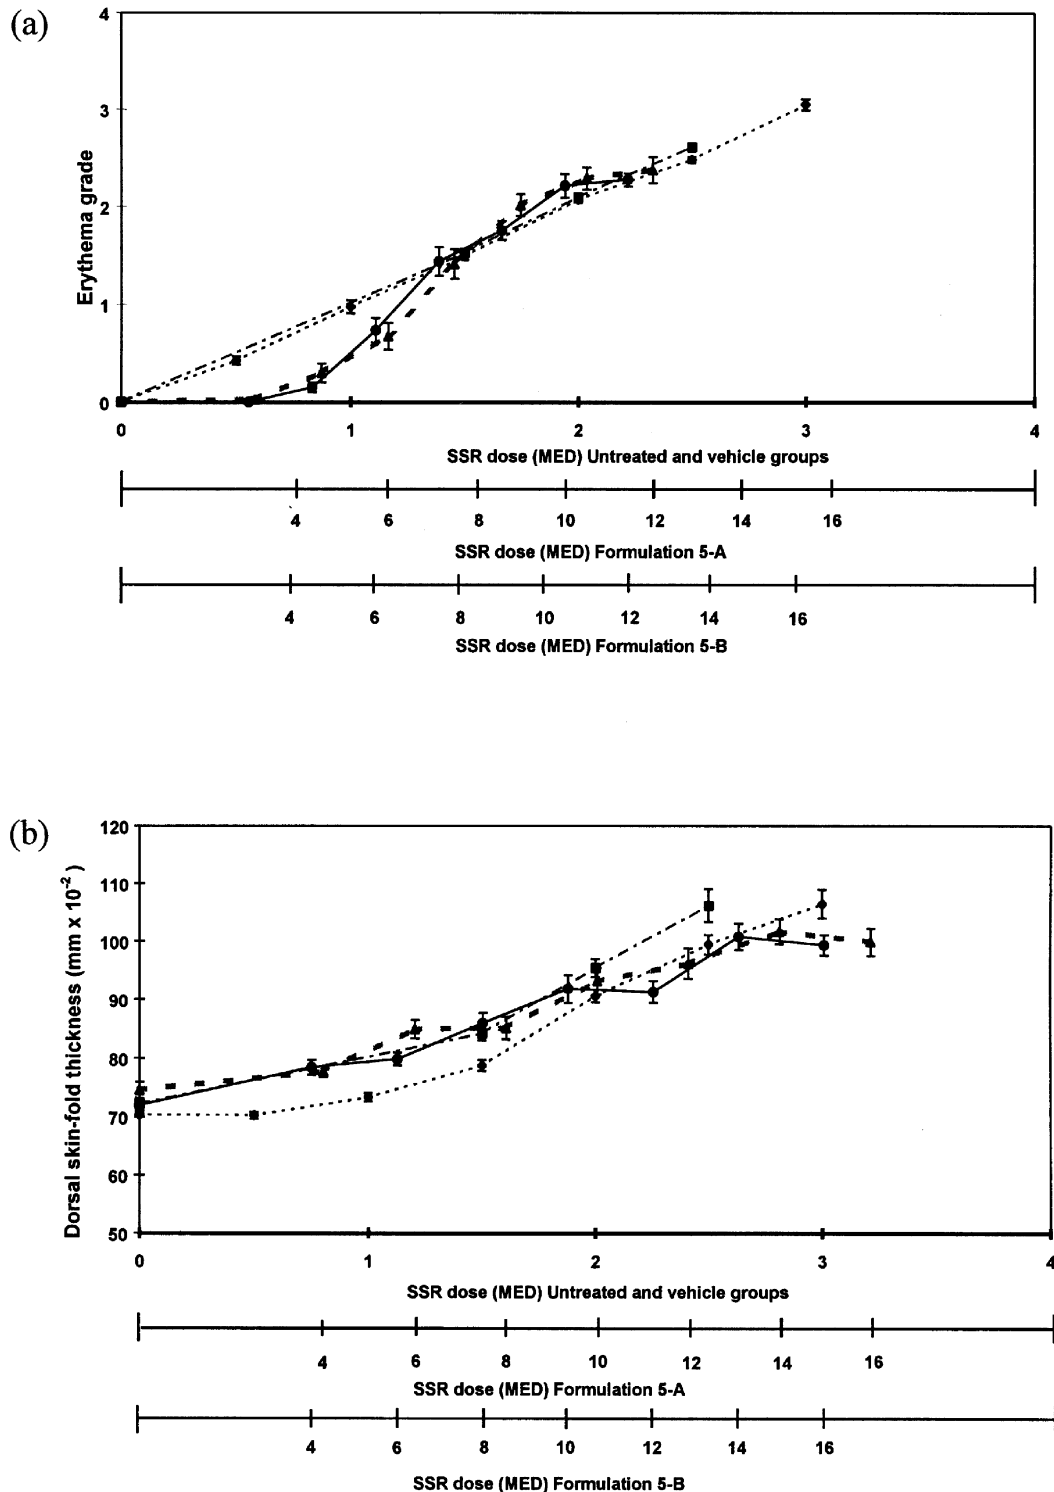 (a)
4
3
2
1
0
Erythema grade
0 1 2 3 4
SSR dose (MED) Untreated and vehicle groups
4 6 8 10 12 14 16
SSR dose (MED) Formulation 5-A
4 6 8 10 12 14 16
SSR dose (MED) Formulation 5-B
(b)
120
110
100
90
80
70
60
50
Dorsal skin-fold thickness (mm x 10⁻²)
0 1 2 3 4
SSR dose (MED) Untreated and vehicle groups
4 6 8 10 12 14 16
SSR dose (MED) Formulation 5-A
4 6 8 10 12 14 16
SSR dose (MED) Formulation 5-B